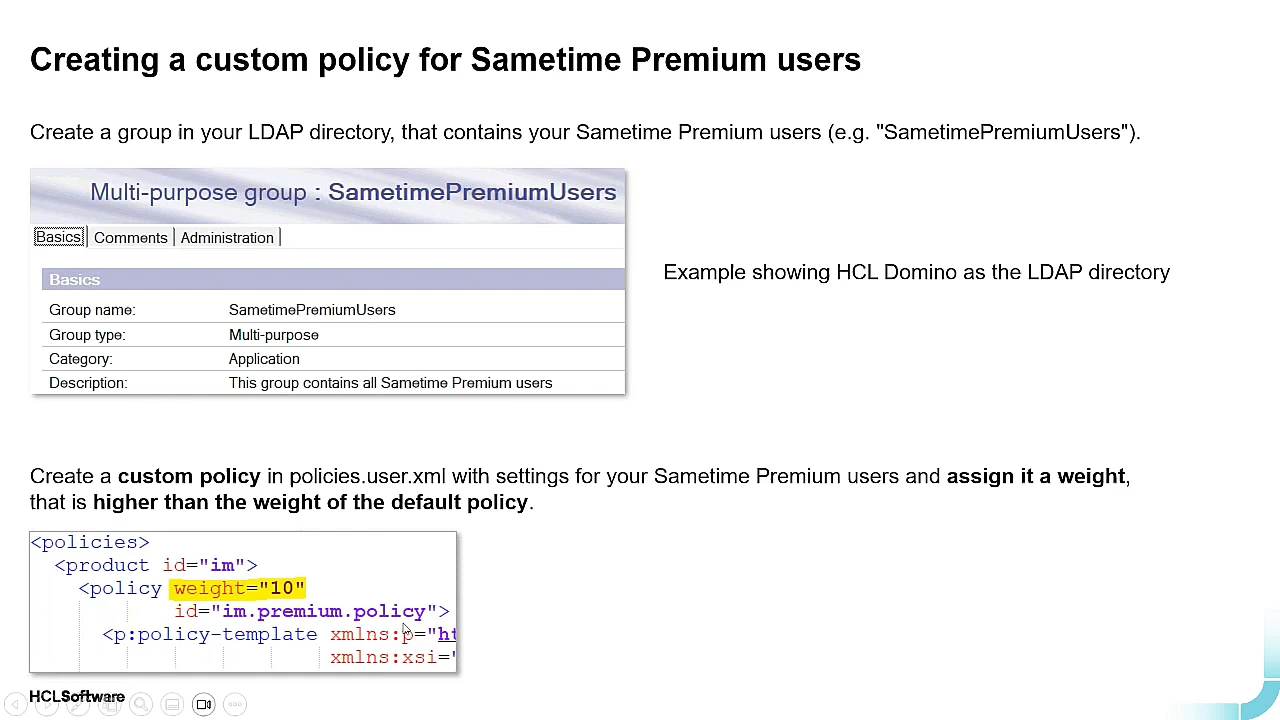 Creating a custom policy for Sametime Premium users
Create a group in your LDAP directory, that contains your Sametime Premium users (e.g. "SametimePremiumUsers").
Multi-purpose group : SametimePremiumUsers
Basics Comments Administration
Basics
Group name: SametimePremiumUsers
Group type: Multi-purpose
Category: Application
Description: This group contains all Sametime Premium users
Example showing HCL Domino as the LDAP directory
Create a custom policy in policies.user.xml with settings for your Sametime Premium users and assign it a weight,
that is higher than the weight of the default policy.
<policies>
<product id="im">
<policy weight="10"
id="im.premium.policy">
<p:policy-template xmlns:p="ht
xmlns:xsi="
HCLSoftware